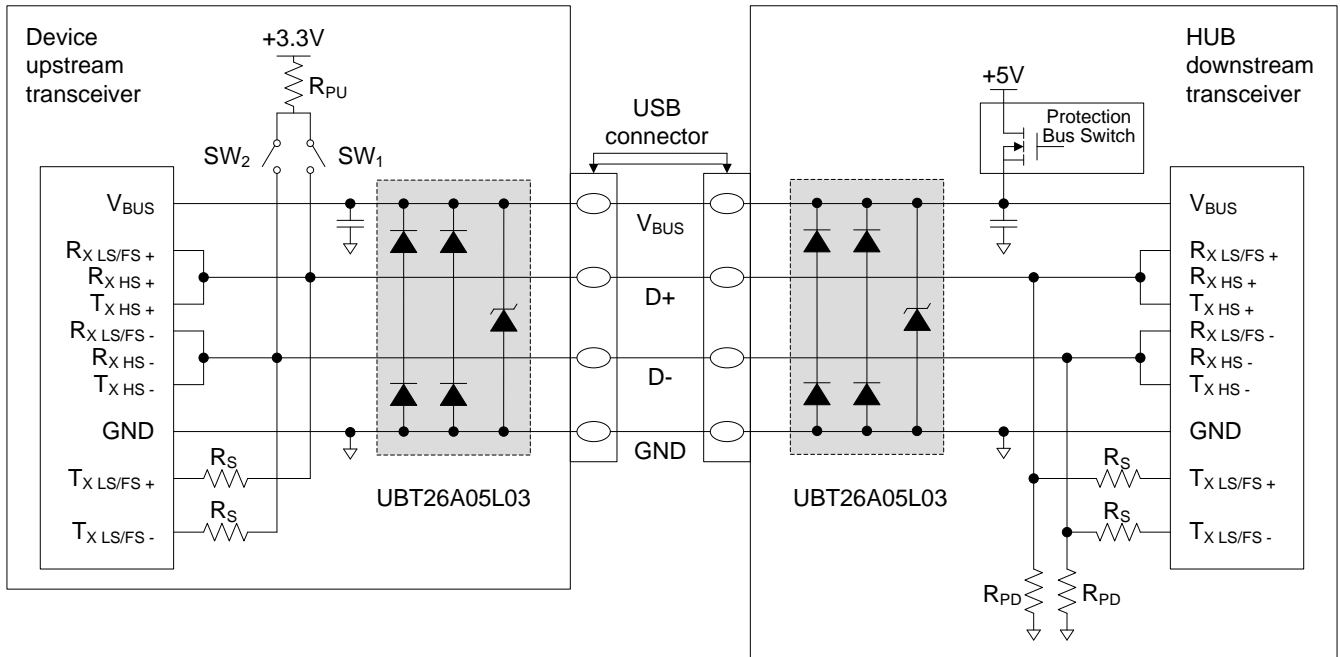 Device
upstream
transceiver
+3.3V
RPU
SW2
SW1
VBUS
RX LS/FS +
RX HS +
TX HS +
RX LS/FS -
RX HS -
TX HS -
GND
TX LS/FS +
TX LS/FS -
RS
RS
UBT26A05L03
USB
connector
VBUS
D+
D-
GND
HUB
downstream
transceiver
+5V
Protection
Bus Switch
UBT26A05L03
VBUS
RX LS/FS +
RX HS +
TX HS +
RX LS/FS -
RX HS -
TX HS -
GND
TX LS/FS +
TX LS/FS -
RS
RS
RPD
RPD